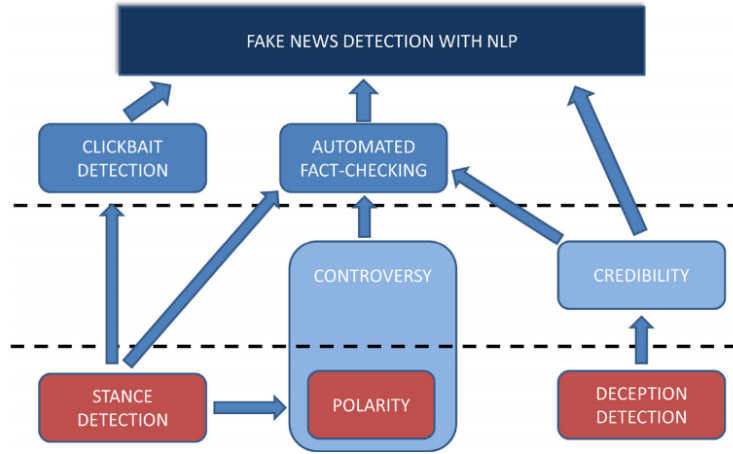 FAKE NEWS DETECTION WITH NLP
CLICKBAIT
DETECTION
AUTOMATED
FACT-CHECKING
CONTROVERSY
CREDIBILITY
STANCE
DETECTION
POLARITY
DECEPTION
DETECTION